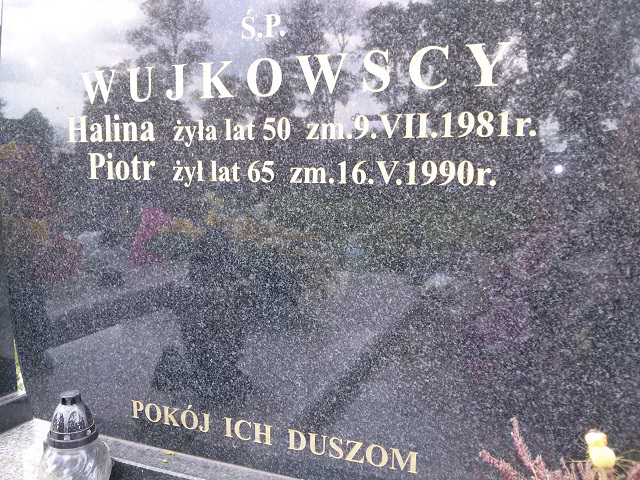 Ś.P.
WUJKOWSCY
Halina żyła lat 50 zm.9.VII.1981r.
Piotr żył lat 65 zm.16.V.1990r.
POKÓJ ICH DUSZOM